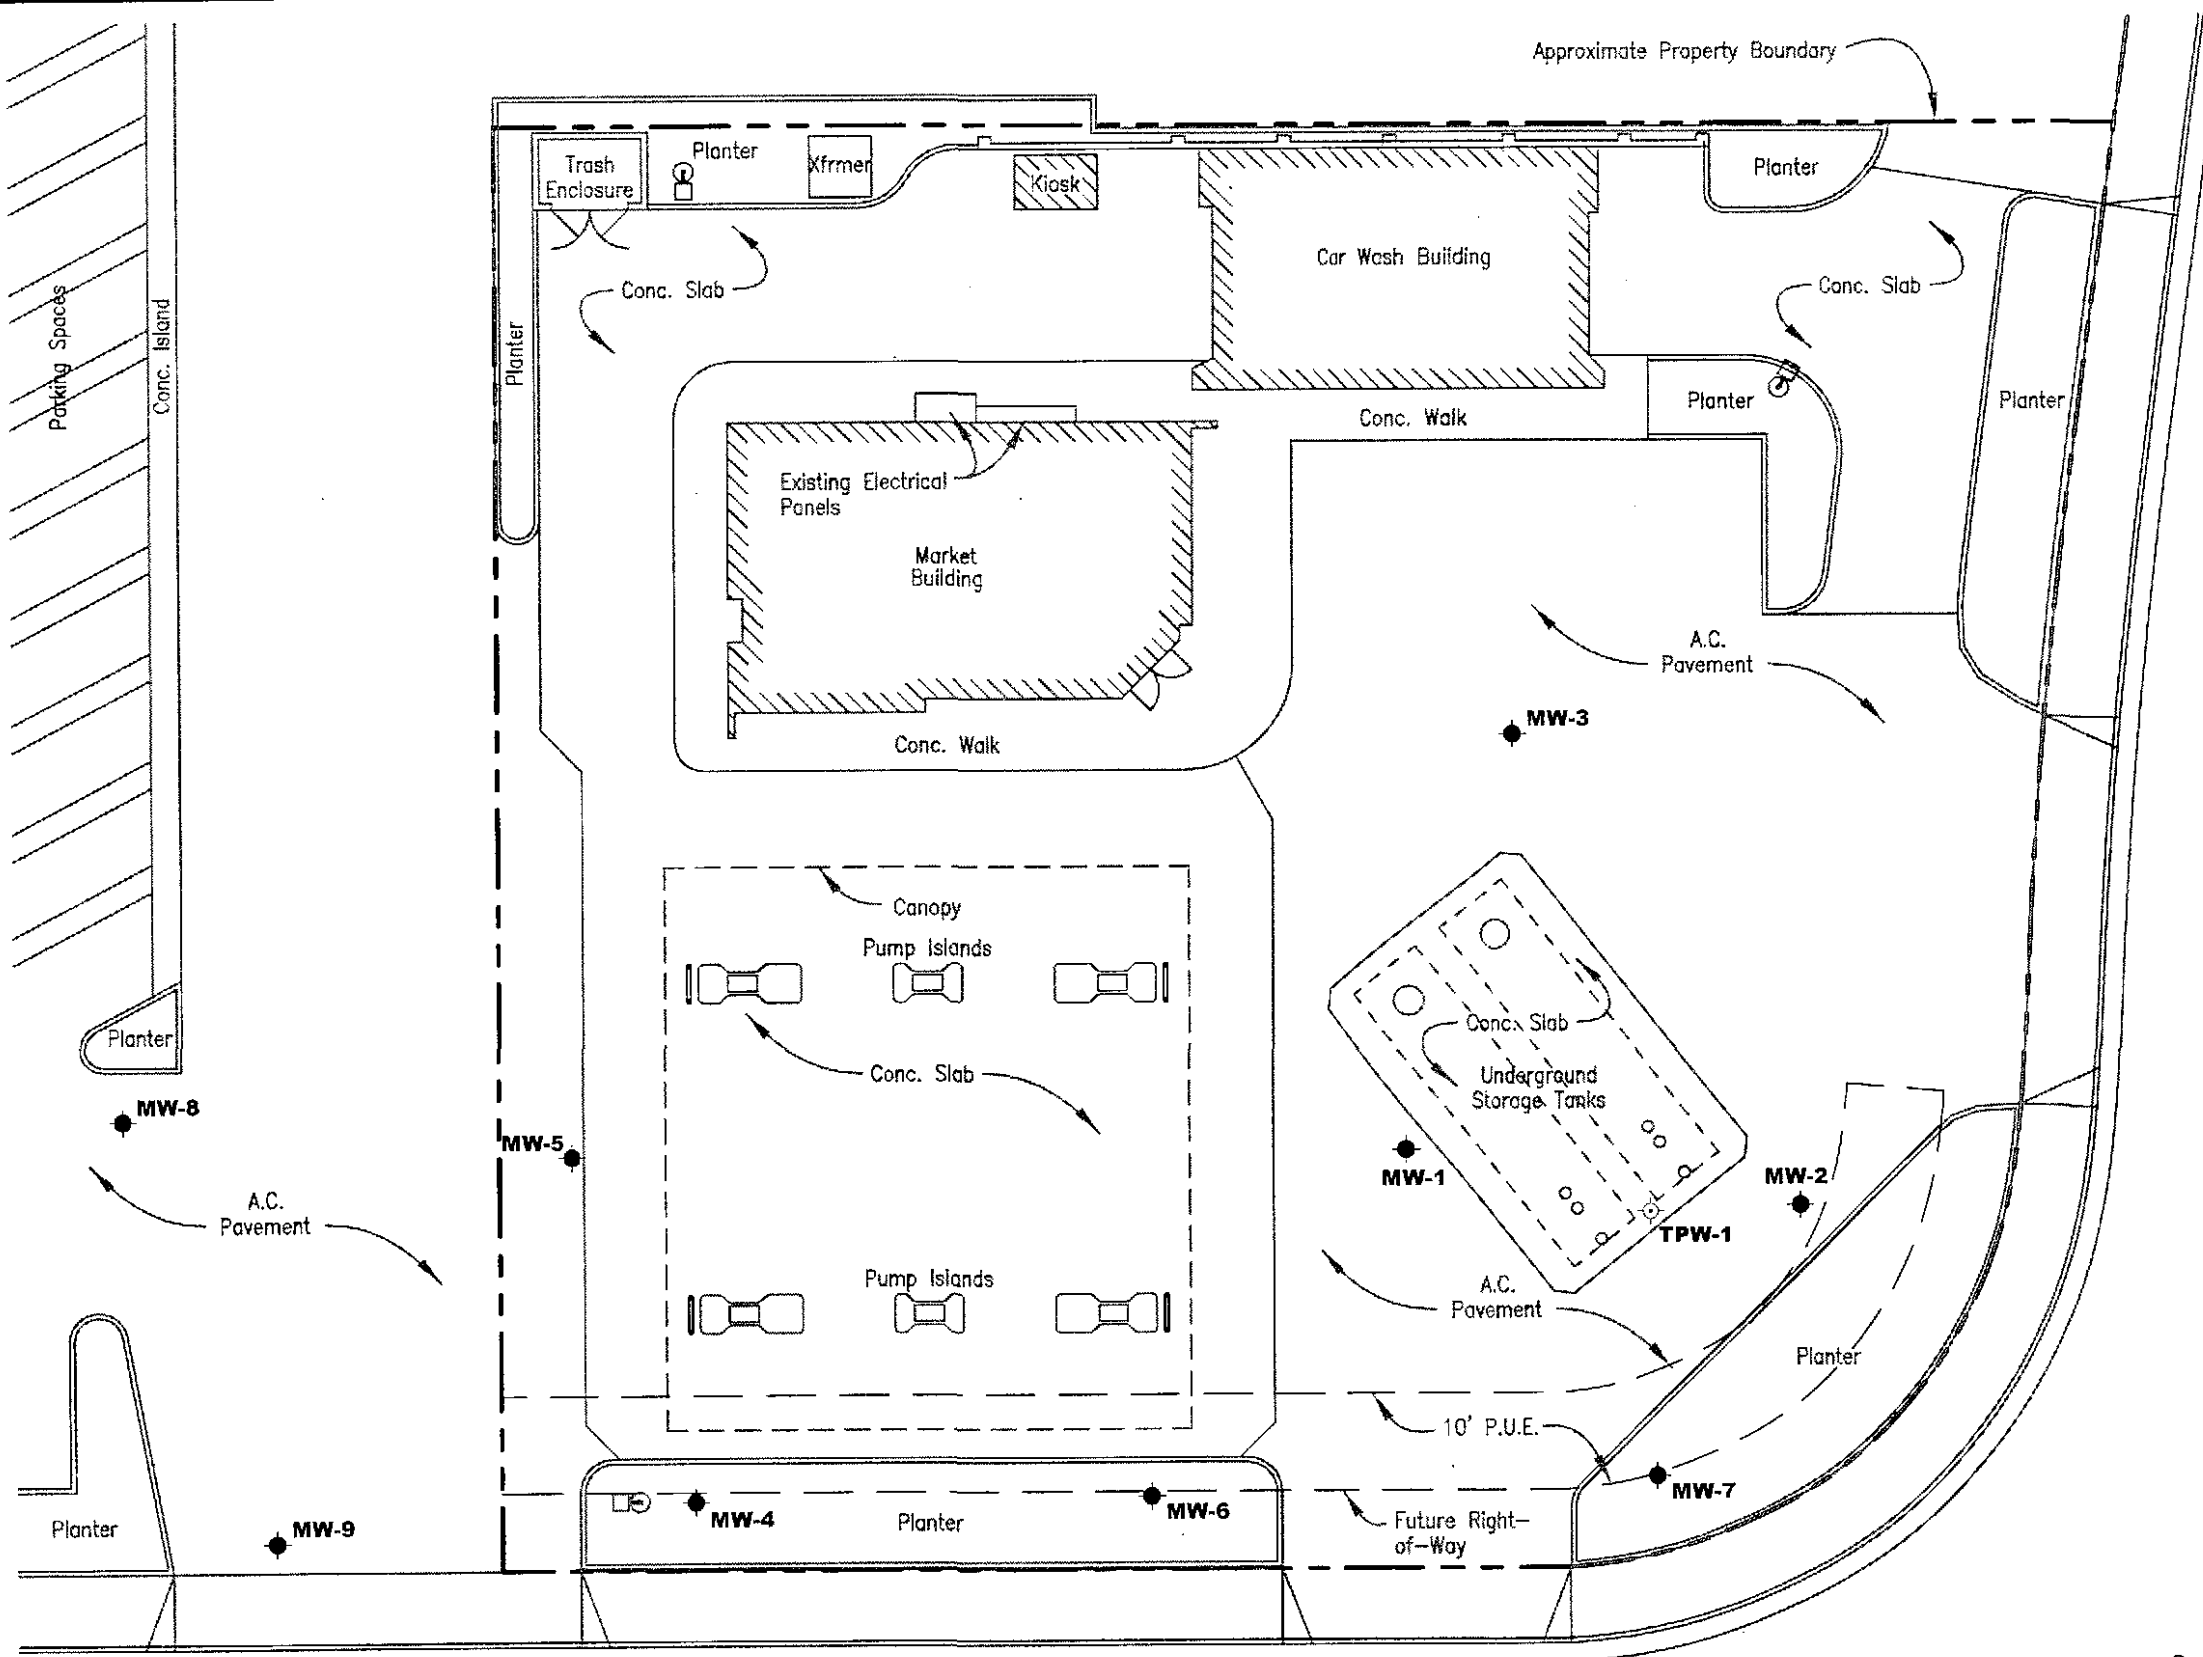 Approximate Property Boundary
Trash
Enclosure
Planter
Xfrmer
Kiosk
Planter
Car Wash Building
Conc. Slab
Conc. Slab
Parking Spaces
Conc. Island
Planter
Planter
Planter
Conc. Walk
Existing Electrical
Panels
Market
Building
A.C.
Pavement
MW-3
Conc. Walk
Canopy
Pump Islands
Conc. Slab
Planter
Conc. Slab
Underground
Storage Tanks
MW-8
MW-5
MW-1
MW-2
A.C.
Pavement
TPW-1
Pump Islands
A.C.
Pavement
Planter
10' P.U.E.
MW-7
MW-4
MW-6
Planter
Future Right-
of-Way
Planter
MW-9